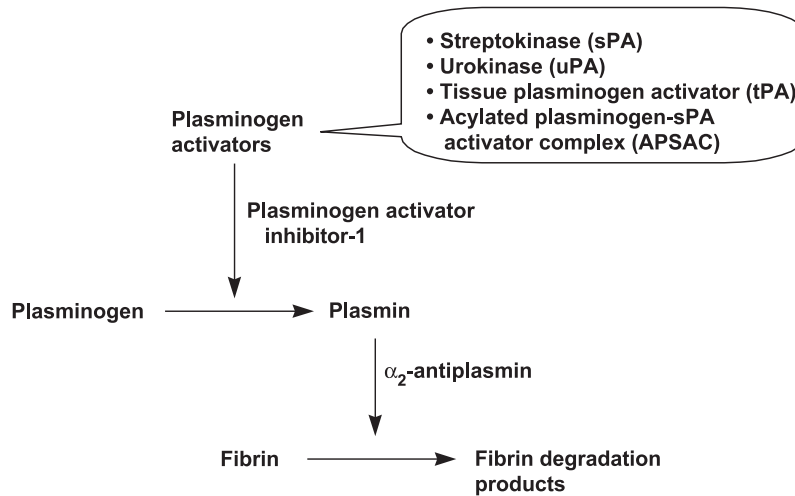 • Streptokinase (sPA)
• Urokinase (uPA)
• Tissue plasminogen activator (tPA)
• Acylated plasminogen-sPA
activator complex (APSAC)
Plasminogen
activators
Plasminogen activator
inhibitor-1
Plasminogen
Plasmin
α₂-antiplasmin
Fibrin
Fibrin degradation
products